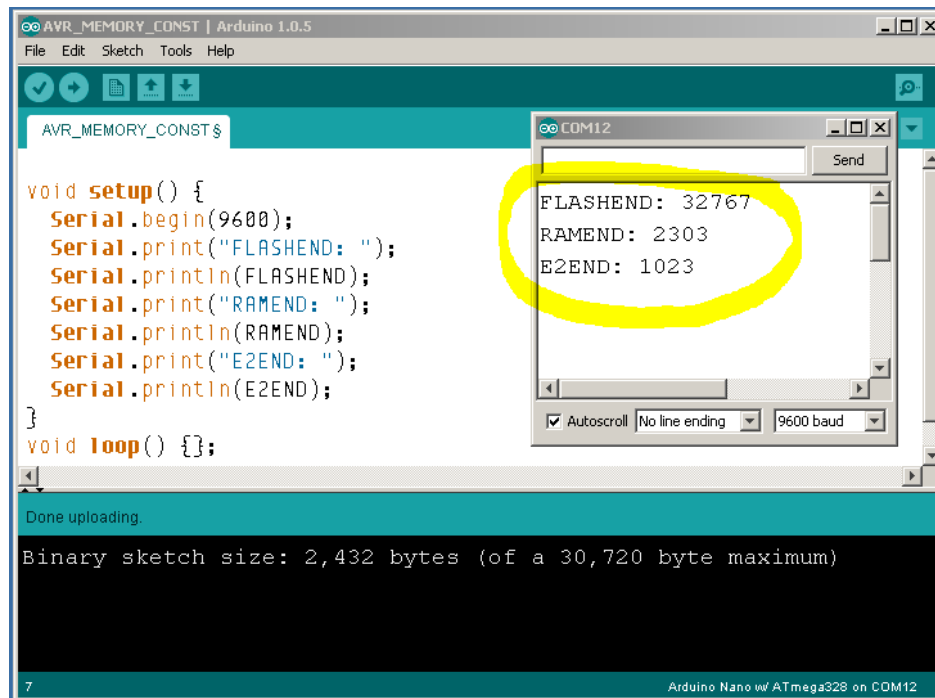 AVR_MEMORY_CONST | Arduino 1.0.5
File Edit Sketch Tools Help
AVR_MEMORY_CONST §
void setup() {
Serial.begin(9600);
Serial.print("FLASHEND: ");
Serial.println(FLASHEND);
Serial.print("RAMEND: ");
Serial.println(RAMEND);
Serial.print("E2END: ");
Serial.println(E2END);
}
void loop() {};
COM12
Send
FLASHEND: 32767
RAMEND: 2303
E2END: 1023
Autoscroll No line ending 9600 baud
Done uploading.
Binary sketch size: 2,432 bytes (of a 30,720 byte maximum)
7 Arduino Nano w/ ATmega328 on COM12